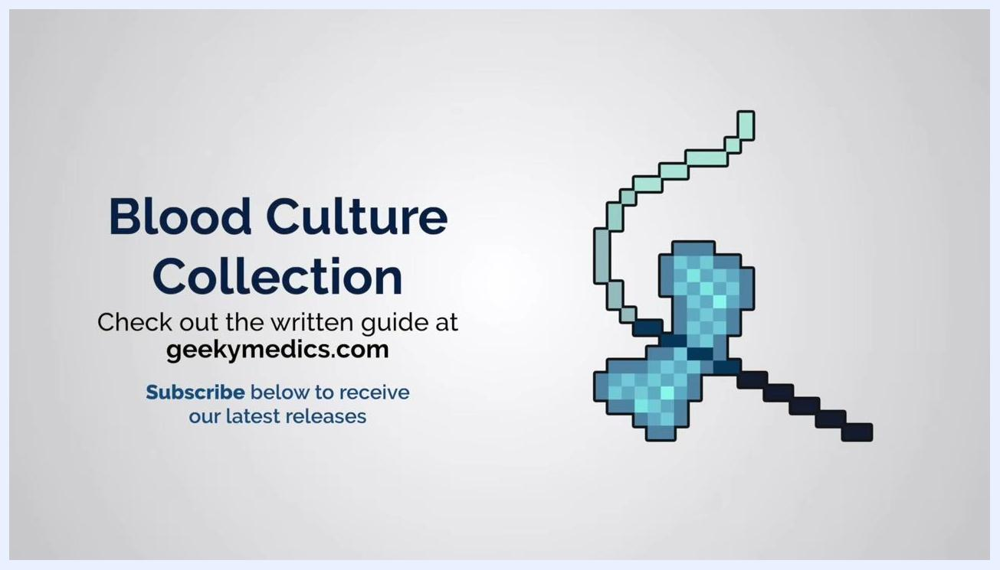 Blood Culture
Collection
Check out the written guide at
geekymedics.com
Subscribe below to receive
our latest releases